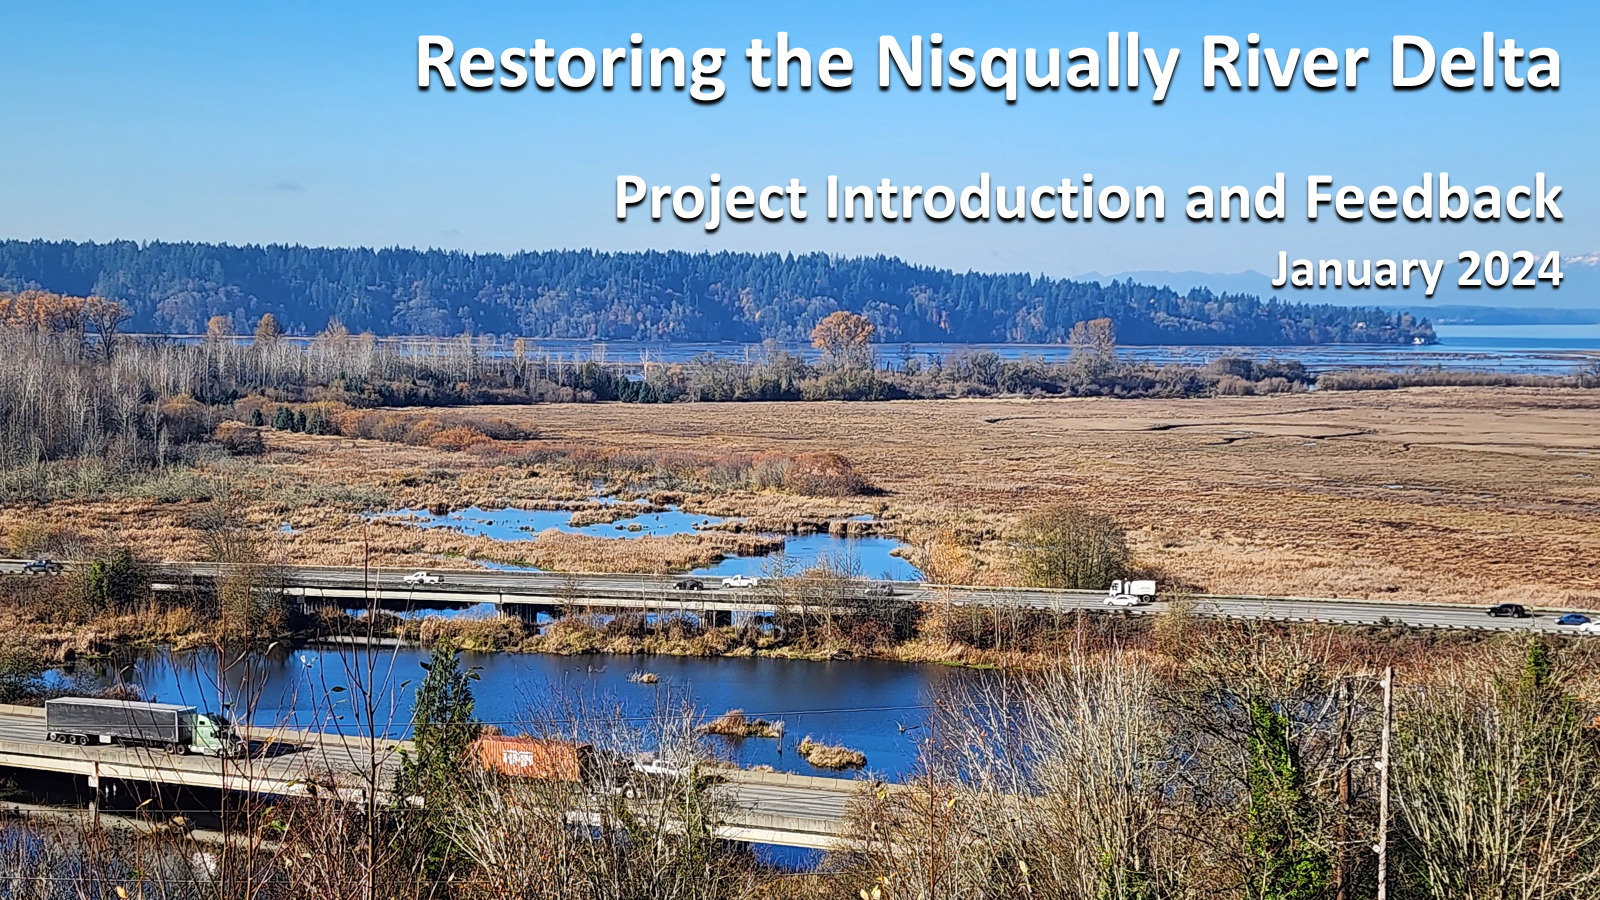 Restoring the Nisqually River Delta
Project Introduction and Feedback
January 2024